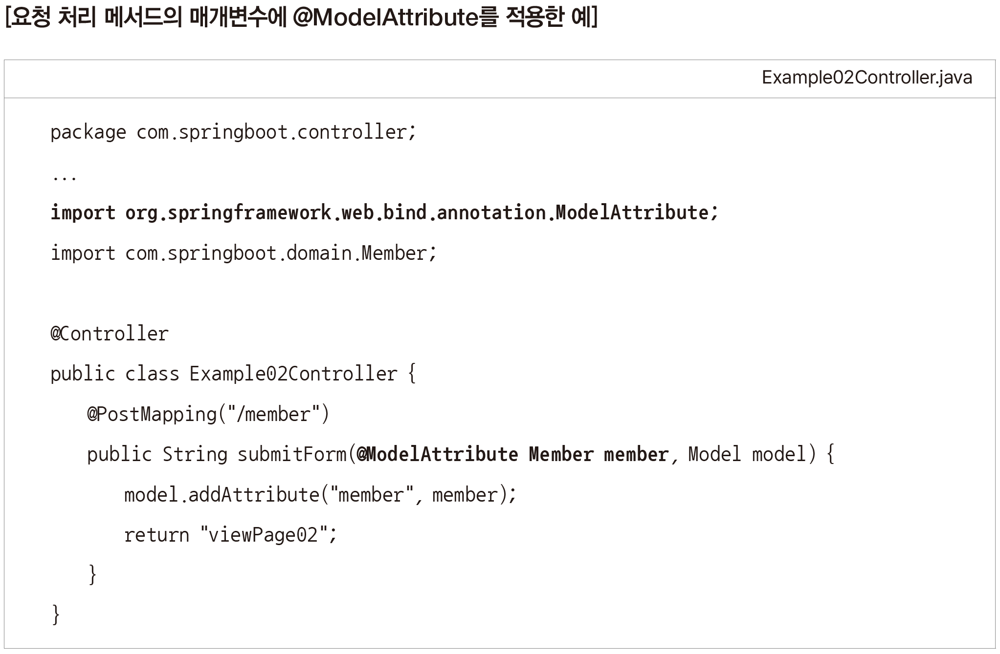 [요청 처리 메서드의 매개변수에 @ModelAttribute를 적용한 예]
Example02Controller.java
package com.springboot.controller;
...
import org.springframework.web.bind.annotation.ModelAttribute;
import com.springboot.domain.Member;
@Controller
public class Example02Controller {
@PostMapping("/member")
public String submitForm(@ModelAttribute Member member, Model model) {
model.addAttribute("member", member);
return "viewPage02";
}
}